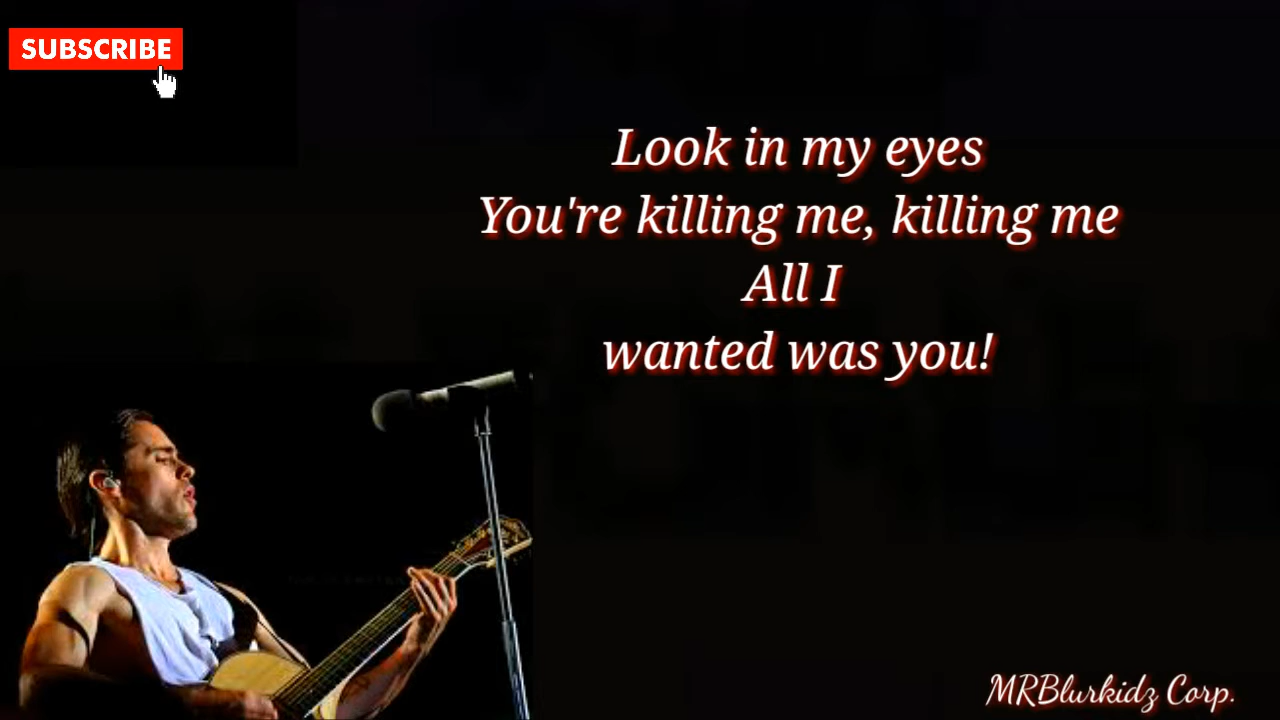 SUBSCRIBE
Look in my eyes
You're killing me, killing me
All I
wanted was you!
MRBlurkidz Corp.